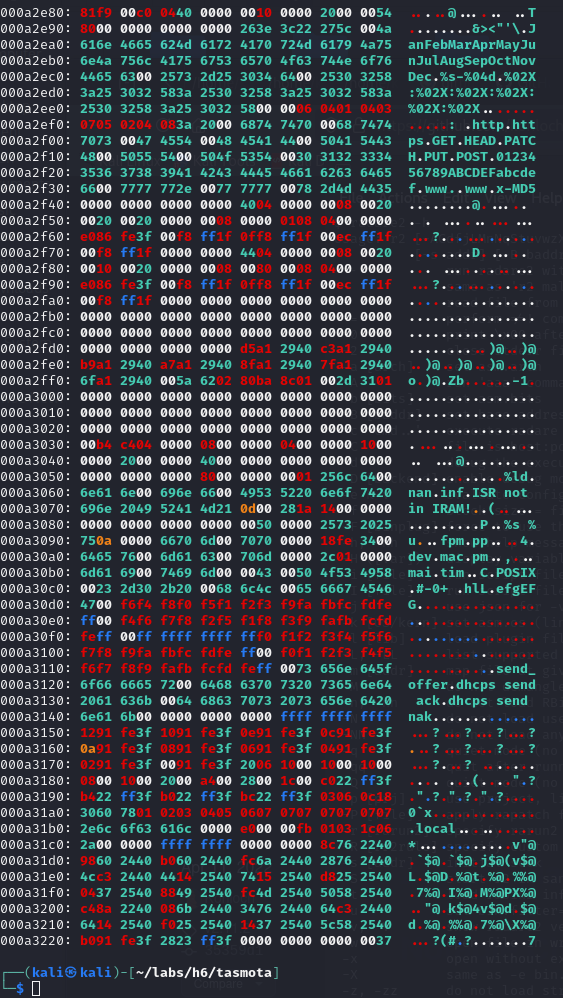 000a2e80: 81f9 00c0 0440 0000 0010 0000 2000 0054 .....@...... ..T
000a2e90: 8000 0000 0000 0000 263e 3c22 275c 004a ........&><"'\.J
000a2ea0: 616e 4665 624d 6172 4170 724d 6179 4a75 anFebMarAprMayJu
000a2eb0: 6e4a 756c 4175 6753 6570 4f63 744e 6f76 nJulAugSepOctNov
000a2ec0: 4465 6300 2573 2d25 3034 6400 2530 3258 Dec.%s-%04d.%02X
000a2ed0: 3a25 3032 583a 2530 3258 3a25 3032 583a :%02X:%02X:%02X:
000a2ee0: 2530 3258 3a25 3032 5800 0006 0401 0403 %02X:%02X.......
000a2ef0: 0705 0204 083a 2000 6874 7470 0068 7474 .....: .http.htt
000a2f00: 7073 0047 4554 0048 4541 4400 5041 5443 ps.GET.HEAD.PATC
000a2f10: 4800 5055 5400 504f 5354 0030 3132 3334 H.PUT.POST.01234
000a2f20: 3536 3738 3941 4243 4445 4661 6263 6465 56789ABCDEFabcde
000a2f30: 6600 7777 772e 0077 7777 0078 2d4d 4435 f.www..www.x-MD5
000a2f40: 0000 0000 0000 0000 4004 0000 0008 0020 ........@......
000a2f50: 0020 0020 0000 0008 0000 0108 0400 0000 . . ............
000a2f60: e086 fe3f 00f8 ff1f 0ff8 ff1f 00ec ff1f ...?............
000a2f70: 00f8 ff1f 0000 0000 4404 0000 0008 0020 ........D......
000a2f80: 0010 0020 0000 0008 0080 0008 0400 0000 ... ............
000a2f90: e086 fe3f 00f8 ff1f 0ff8 ff1f 00ec ff1f ...?............
000a2fa0: 00f8 ff1f 0000 0000 0000 0000 0000 0000 ................
000a2fb0: 0000 0000 0000 0000 0000 0000 0000 0000 ................
000a2fc0: 0000 0000 0000 0000 0000 0000 0000 0000 ................
000a2fd0: 0000 0000 0000 0000 d5a1 2940 c3a1 2940 ..........)@..)@
000a2fe0: b9a1 2940 a7a1 2940 8fa1 2940 7fa1 2940 ..)@..)@..)@..)@
000a2ff0: 6fa1 2940 005a 6202 80ba 8c01 002d 3101 o.)@.Zb......-1.
000a3000: 0000 0000 0000 0000 0000 0000 0000 0000 ................
000a3010: 0000 0000 0000 0000 0000 0000 0000 0000 ................
000a3020: 0000 0000 0000 0000 0000 0000 0000 0000 ................
000a3030: 00b4 c404 0000 0800 0000 0400 0000 1000 ................
000a3040: 0000 2000 0000 4000 0000 0000 0000 0000 .. ...@.........
000a3050: 0000 0000 0000 8000 0000 0001 256c 6400 ............%ld.
000a3060: 6e61 6e00 696e 6600 4953 5220 6e6f 7420 nan.inf.ISR not
000a3070: 696e 2049 5241 4d21 0d00 281a 1400 0000 in IRAM!..(.....
000a3080: 0000 0000 0000 0000 0050 0000 2573 2025 .........P..%s %
000a3090: 750a 0000 6670 6d00 7070 0000 18fe 3400 u...fpm.pp....4.
000a30a0: 6465 7600 6d61 6300 706d 0000 2c01 0000 dev.mac.pm..,...
000a30b0: 6d61 6900 7469 6d00 0043 0050 4f53 4958 mai.tim..C.POSIX
000a30c0: 0023 2d30 2b20 0068 6c4c 0065 6667 4546 .#-0+ .hlL.efgEF
000a30d0: 4700 f6f4 f8f0 f5f1 f2f3 f9fa fbfc fdfe G...............
000a30e0: ff00 f4f6 f7f8 f2f5 f1f8 f3f9 fafb fcfd ................
000a30f0: feff 00ff ffff ffff fff0 f1f2 f3f4 f5f6 ................
000a3100: f7f8 f9fa fbfc fdfe ff00 f0f1 f2f3 f4f5 ................
000a3110: f6f7 f8f9 fafb fcfd feff 0073 656e 645f ...........send_
000a3120: 6f66 6665 7200 6468 6370 7320 7365 6e64 offer.dhcps send
000a3130: 2061 636b 0064 6863 7073 2073 656e 6420 ack.dhcps send
000a3140: 6e61 6b00 0000 0000 0000 ffff ffff ffff nak.............
000a3150: 1291 fe3f 1091 fe3f 0e91 fe3f 0c91 fe3f ...?...?...?...?
000a3160: 0a91 fe3f 0891 fe3f 0691 fe3f 0491 fe3f ...?...?...?...?
000a3170: 0291 fe3f 0091 fe3f 2006 1000 1000 1000 ...?...? .......
000a3180: 0800 1000 2000 a400 2800 1c00 c022 ff3f .... ...(....".?
000a3190: b422 ff3f b022 ff3f bc22 ff3f 0306 0c18 .".?.".?.".?....
000a31a0: 3060 7801 0203 0405 0607 0707 0707 0707 0`x.............
000a31b0: 2e6c 6f63 616c 0000 e000 00fb 0103 1c06 .local..........
000a31c0: 2a00 0000 ffff ffff 0000 0000 8c76 2240 *............v"@
000a31d0: 9860 2440 b060 2440 fc6a 2440 2876 2440 .`$@.`$@.j$@(v$@
000a31e0: 4cc3 2440 4414 2540 7415 2540 d825 2540 L.$@D.%@t.%@.%%@
000a31f0: 0437 2540 8849 2540 fc4d 2540 5058 2540 .7%@.I%@.M%@PX%@
000a3200: c48a 2240 086b 2440 3476 2440 64c3 2440 .."@.k$@4v$@d.$@
000a3210: 6414 2540 f025 2540 1437 2540 5c58 2540 d.%@.%%@.7%@\X%@
000a3220: b091 fe3f 2823 ff3f 0000 0000 0000 0037 ...?(#.?.......7
┌──(kali㉿kali)-[~/labs/h6/tasmota]
└─$